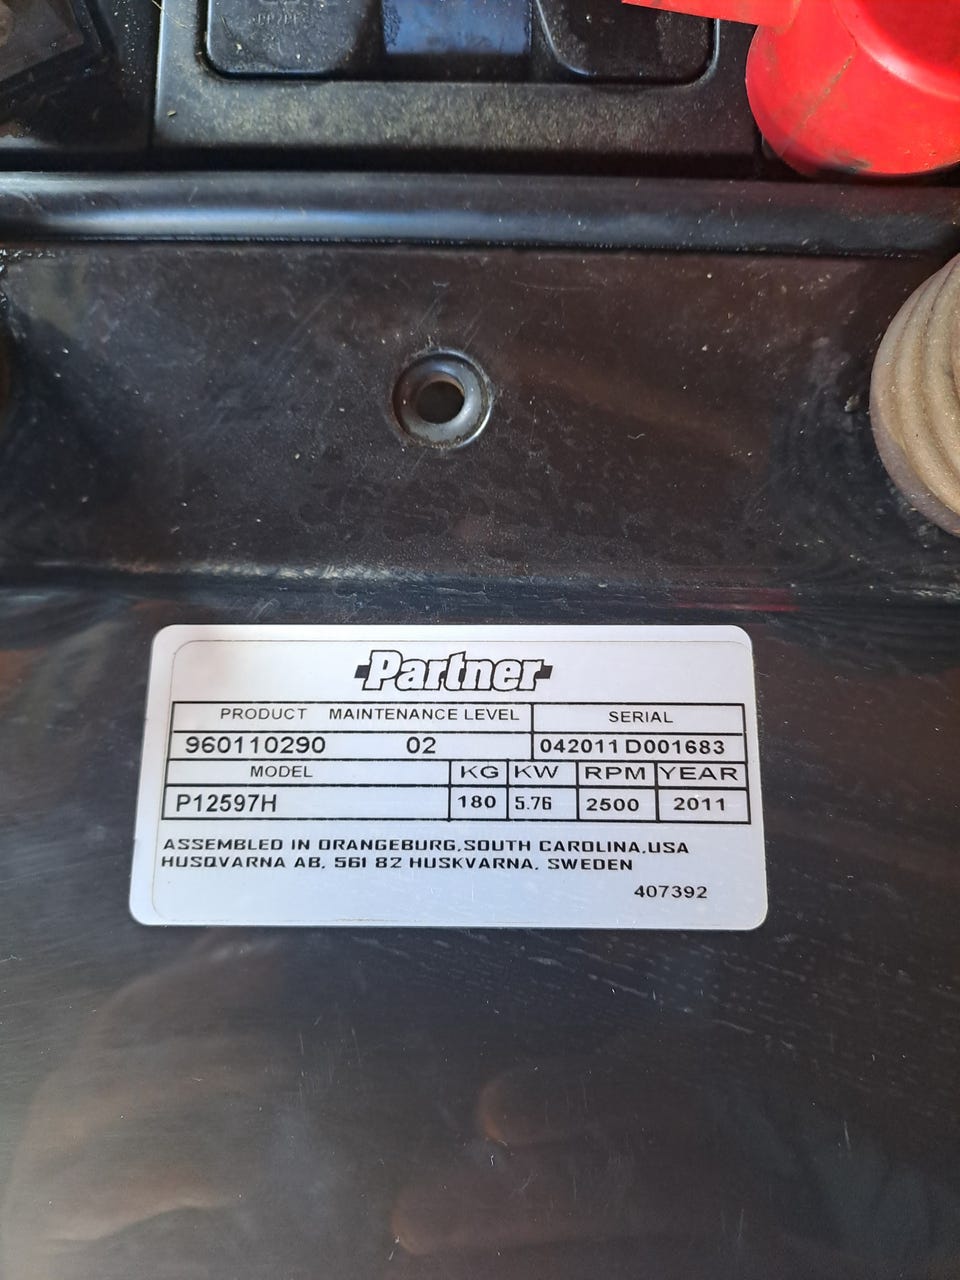 Partner
PRODUCT MAINTENANCE LEVEL SERIAL
960110290 02 042011D001683
MODEL KG KW RPM YEAR
P12597H 180 5.76 2500 2011
ASSEMBLED IN ORANGEBURG,SOUTH CAROLINA,USA
HUSQVARNA AB, 561 82 HUSKVARNA, SWEDEN
407392